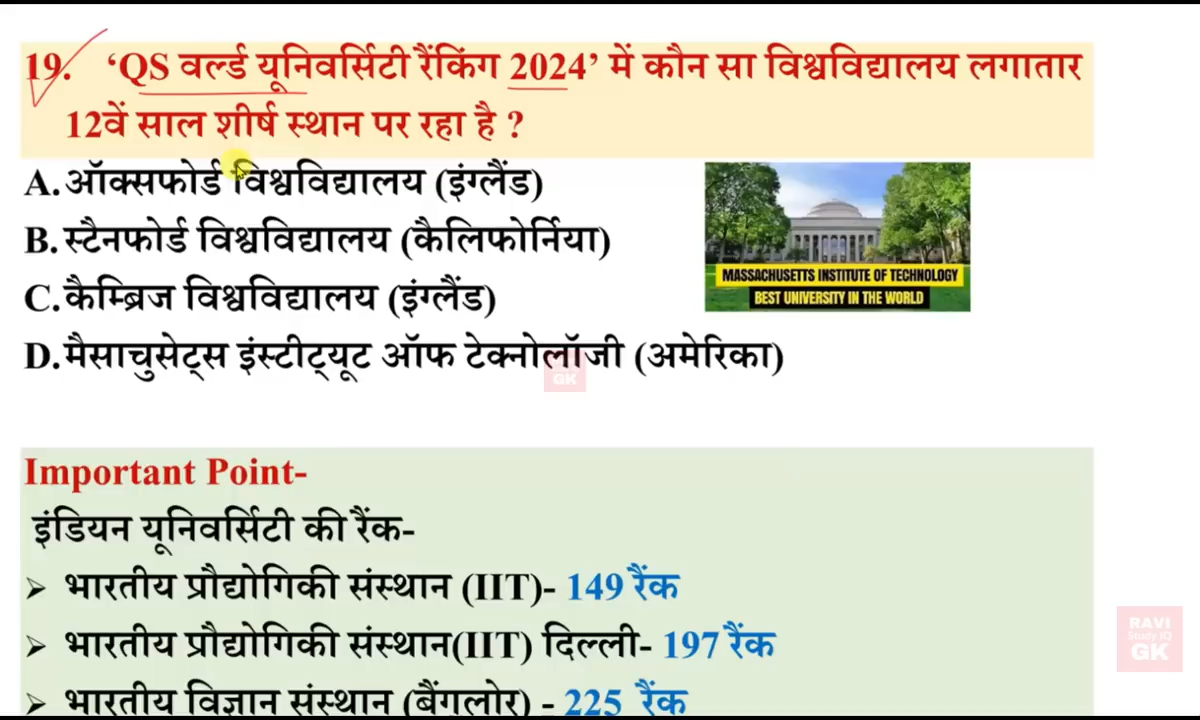 19. ‘QS वर्ल्ड यूनिवर्सिटी रैंकिंग 2024’ में कौन सा विश्वविद्यालय लगातार
12वें साल शीर्ष स्थान पर रहा है ?
A. ऑक्सफोर्ड विश्वविद्यालय (इंग्लैंड)
B. स्टैनफोर्ड विश्वविद्यालय (कैलिफोर्निया)
C. कैम्ब्रिज विश्वविद्यालय (इंग्लैंड)
D. मैसाचुसेट्स इंस्टीट्यूट ऑफ टेक्नोलॉजी (अमेरिका)
MASSACHUSETTS INSTITUTE OF TECHNOLOGY
BEST UNIVERSITY IN THE WORLD
GK
Important Point-
इंडियन यूनिवर्सिटी की रैंक-
➢ भारतीय प्रौद्योगिकी संस्थान (IIT)- 149 रैंक
➢ भारतीय प्रौद्योगिकी संस्थान(IIT) दिल्ली- 197 रैंक
➢ भारतीय विज्ञान संस्थान (बैंगलोर) - 225 रैंक
RAVI
Study IQ
GK